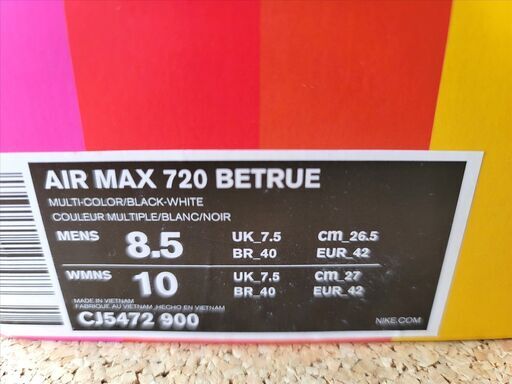 AIR MAX 720 BETRUE
MULTI-COLOR/BLACK-WHITE
COULEUR MULTIPLE/BLANC/NOIR
MENS 8.5 UK_7.5 cm_26.5
BR_40 EUR_42
WMNS 10 UK_7.5 cm_27
BR_40 EUR_42
MADE IN VIETNAM
FABRIQUE AU VIETNAM .HECHO EN VIETNAM
CJ5472 900 NIKE.COM